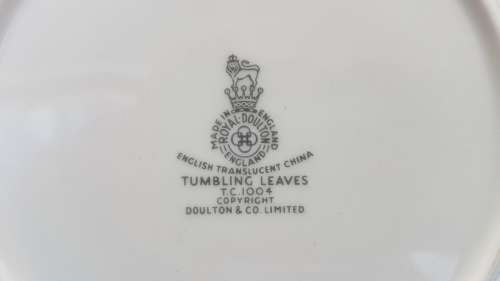 MADE IN ENGLAND
ROYAL·DOULTON
ENGLAND
ENGLISH TRANSLUCENT CHINA
TUMBLING LEAVES
T.C.1004
COPYRIGHT
DOULTON & CO. LIMITED